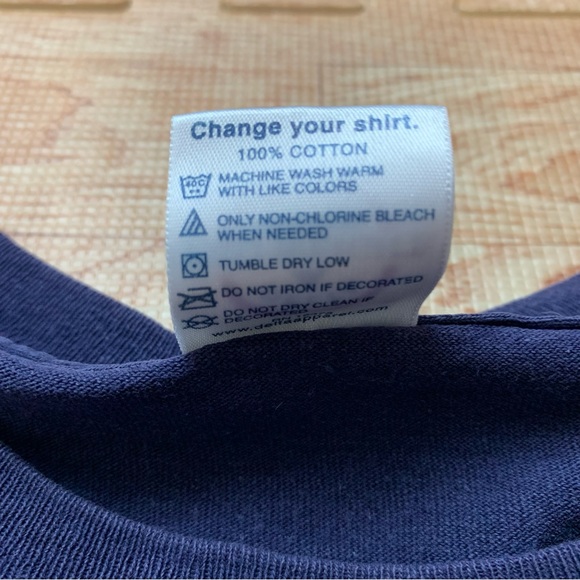 Change your shirt.
100% COTTON
40C
MACHINE WASH WARM
WITH LIKE COLORS
ONLY NON-CHLORINE BLEACH
WHEN NEEDED
TUMBLE DRY LOW
DO NOT IRON IF DECORATED
DO NOT DRY CLEAN IF
DECORATED
www.deltaapparel.com